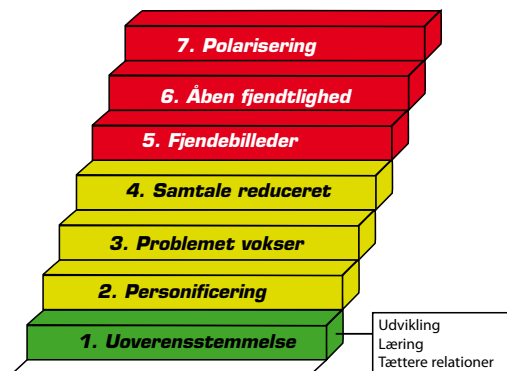 7. Polarisering
6. Åben fjendtlighed
5. Fjendebilleder
4. Samtale reduceret
3. Problemet vokser
2. Personificering
1. Uoverensstemmelse
Udvikling
Læring
Tættere relationer